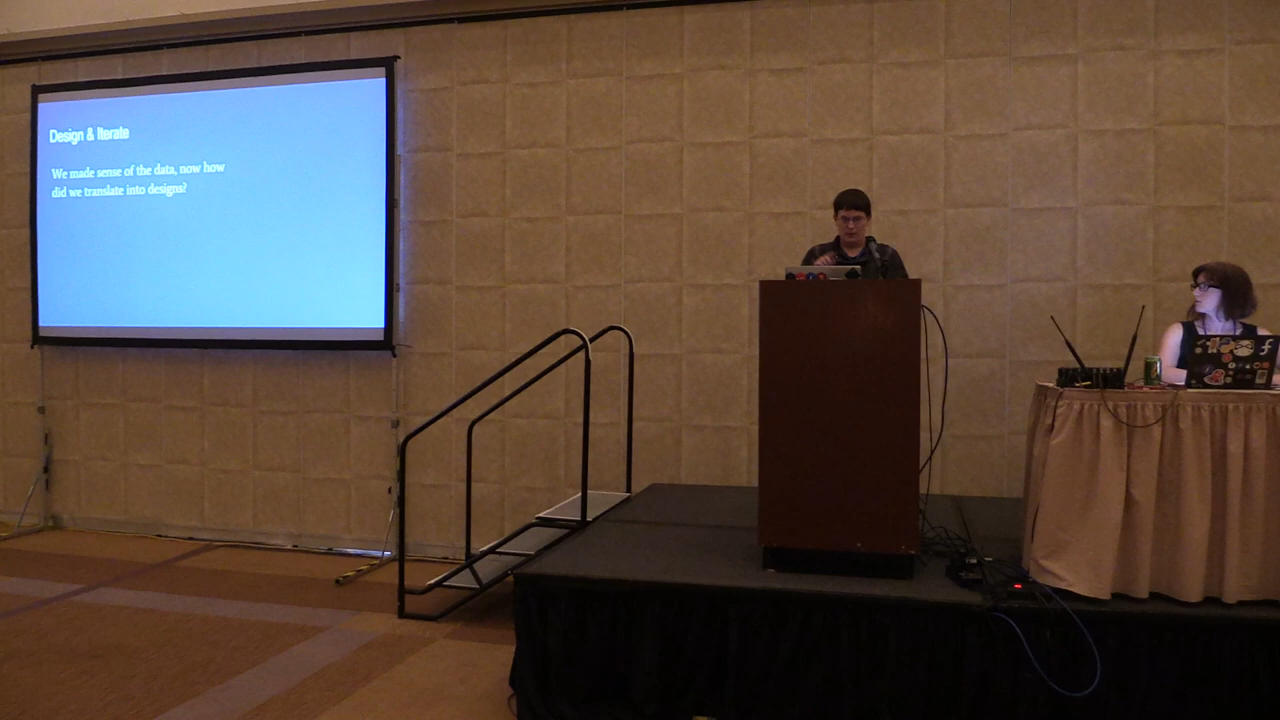 Design & Iterate
We made sense of the data, now how
did we translate into designs?